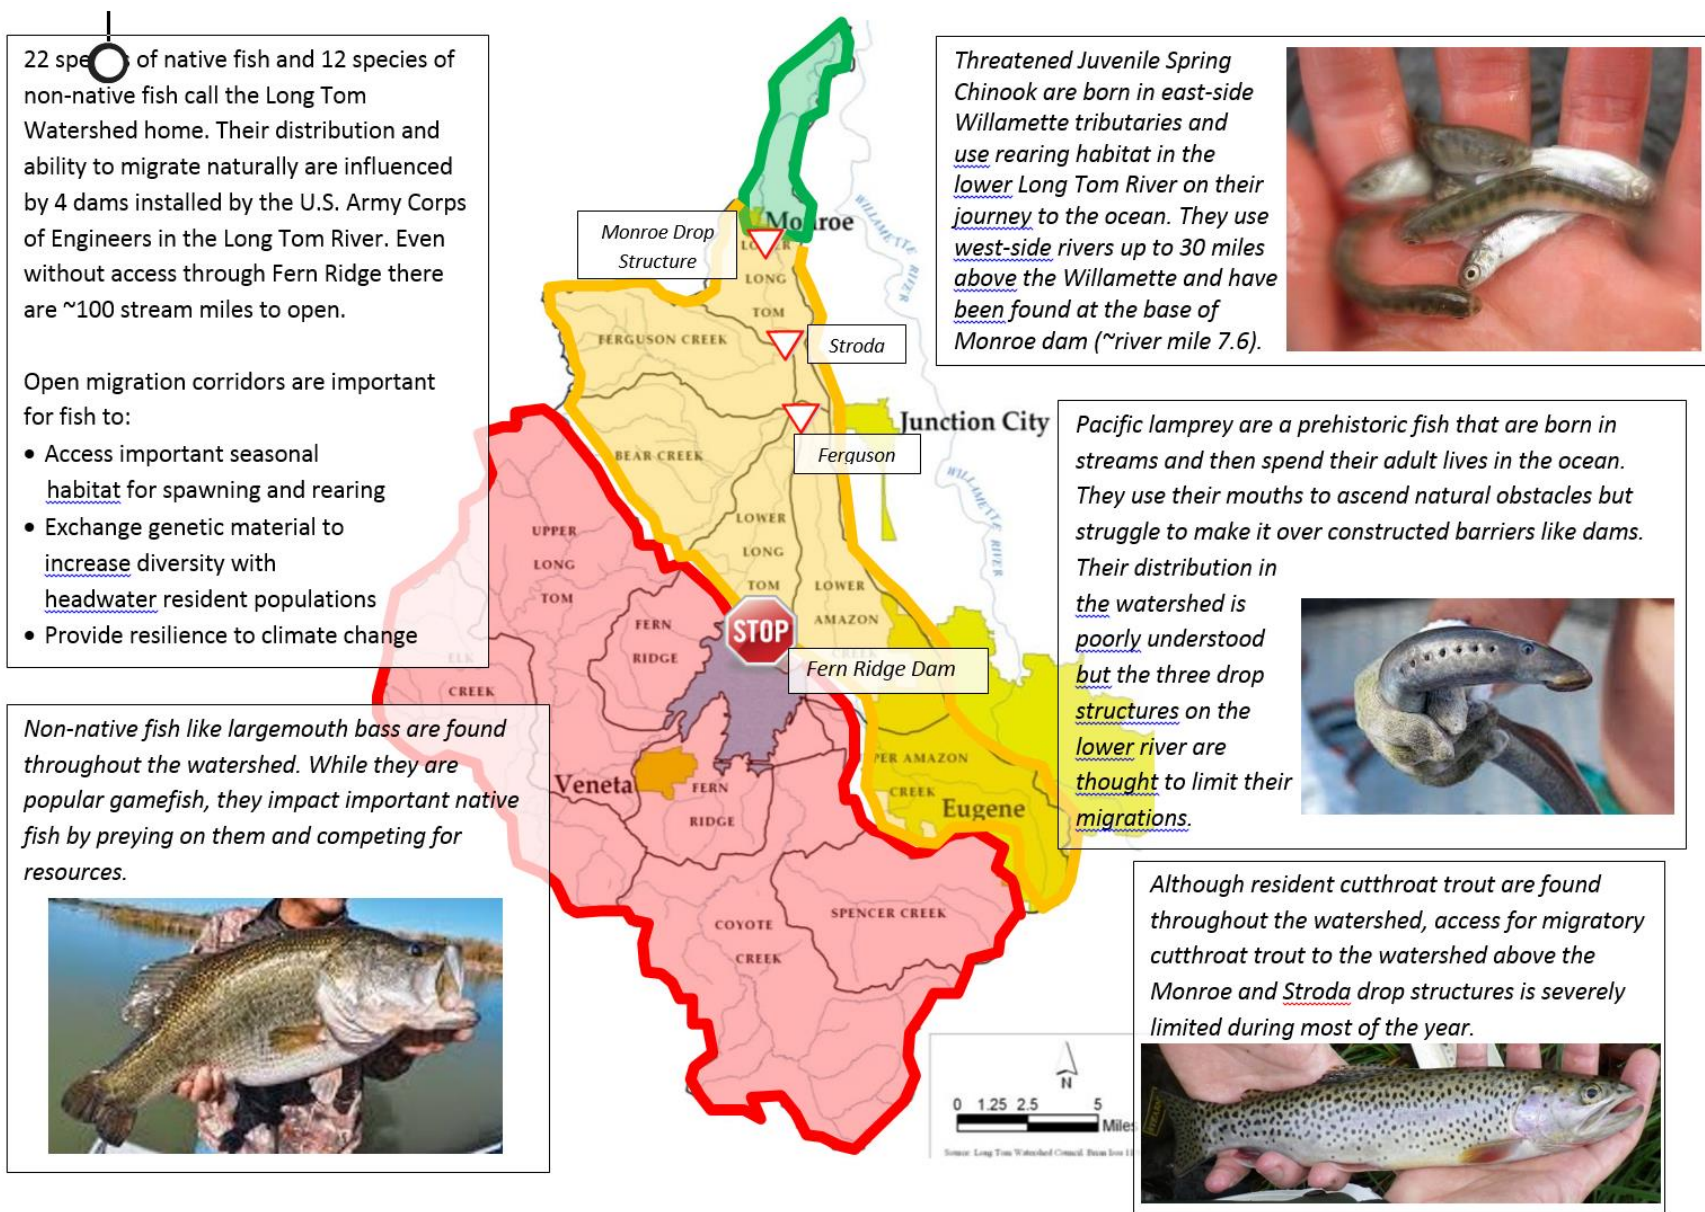 22 spe s of native fish and 12 species of
non-native fish call the Long Tom
Watershed home. Their distribution and
ability to migrate naturally are influenced
by 4 dams installed by the U.S. Army Corps
of Engineers in the Long Tom River. Even
without access through Fern Ridge there
are ~100 stream miles to open.
Open migration corridors are important
for fish to:
• Access important seasonal
habitat for spawning and rearing
• Exchange genetic material to
increase diversity with
headwater resident populations
• Provide resilience to climate change
Non-native fish like largemouth bass are found
throughout the watershed. While they are
popular gamefish, they impact important native
fish by preying on them and competing for
resources.
Monroe Drop
Structure
Monroe
LOWER
LONG
TOM
WILLAMETTE
RIVER
FERGUSON CREEK
Stroda
Junction City
Ferguson
BEAR CREEK
WILLAMETTE
RIVER
UPPER
LONG
TOM
LOWER
LONG
TOM
LOWER
AMAZON
CREEK
STOP
Fern Ridge Dam
FERN
RIDGE
ELK
CREEK
Veneta
FERN
RIDGE
PER AMAZON
CREEK
Eugene
COYOTE
CREEK
SPENCER CREEK
N
0 1.25 2.5 5
Miles
Source: Long Tom Watershed Council.
Threatened Juvenile Spring
Chinook are born in east-side
Willamette tributaries and
use rearing habitat in the
lower Long Tom River on their
journey to the ocean. They use
west-side rivers up to 30 miles
above the Willamette and have
been found at the base of
Monroe dam (~river mile 7.6).
Pacific lamprey are a prehistoric fish that are born in
streams and then spend their adult lives in the ocean.
They use their mouths to ascend natural obstacles but
struggle to make it over constructed barriers like dams.
Their distribution in
the watershed is
poorly understood
but the three drop
structures on the
lower river are
thought to limit their
migrations.
Although resident cutthroat trout are found
throughout the watershed, access for migratory
cutthroat trout to the watershed above the
Monroe and Stroda drop structures is severely
limited during most of the year.